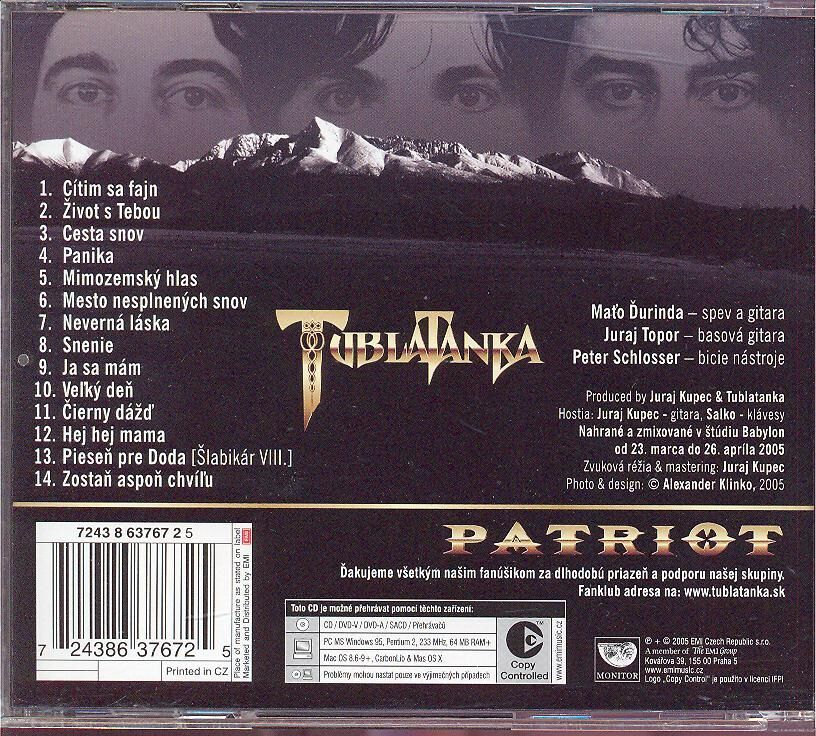 1. Cítim sa fajn
2. Život s Tebou
3. Cesta snov
4. Panika
5. Mimozemský hlas
6. Mesto nesplnených snov
7. Neverná láska
8. Snenie
9. Ja sa mám
10. Veľký deň
11. Čierny dážď
12. Hej hej mama
13. Pieseň pre Doda [Šlabikár VIII.]
14. Zostaň aspoň chvíľu
TUBLATANKA
Maťo Ďurinda – spev a gitara
Juraj Topor – basová gitara
Peter Schlosser – bicie nástroje
Produced by Juraj Kupec & Tublatanka
Hostia: Juraj Kupec - gitara, Salko - klávesy
Nahrané a zmixované v štúdiu Babylon
od 23. marca do 26. apríla 2005
Zvuková réžia & mastering: Juraj Kupec
Photo & design: © Alexander Klinko, 2005
PATRIOT
Ďakujeme všetkým našim fanúšikom za dlhodobú priazeň a podporu našej skupiny.
Fanklub adresa na: www.tublatanka.sk
7243 8 63767 2 5
7 24386 37672 5
Printed in CZ
Place of manufacture as stated on label
Marketed and Distributed by EMI
EMI
Toto CD je možné přehrávat pomocí těchto zařízení:
CD / DVD-V / DVD-A / SACD / Přehrávačů
PC MS Windows 95, Pentium 2, 233 MHz, 64 MB RAM+
Mac OS 8.6-9+, CarbonLib & Mas OS X
Problémy mohou nastat pouze ve výjimečných případech
Copy
Controlled
www.emimusic.cz
MONITOR
℗ + © 2005 EMI Czech Republic s.r.o.
A member of The EMI Group
Kovářova 39, 155 00 Praha 5
www.emimusic.cz
Logo „Copy Control" je použito v licenci IFPI